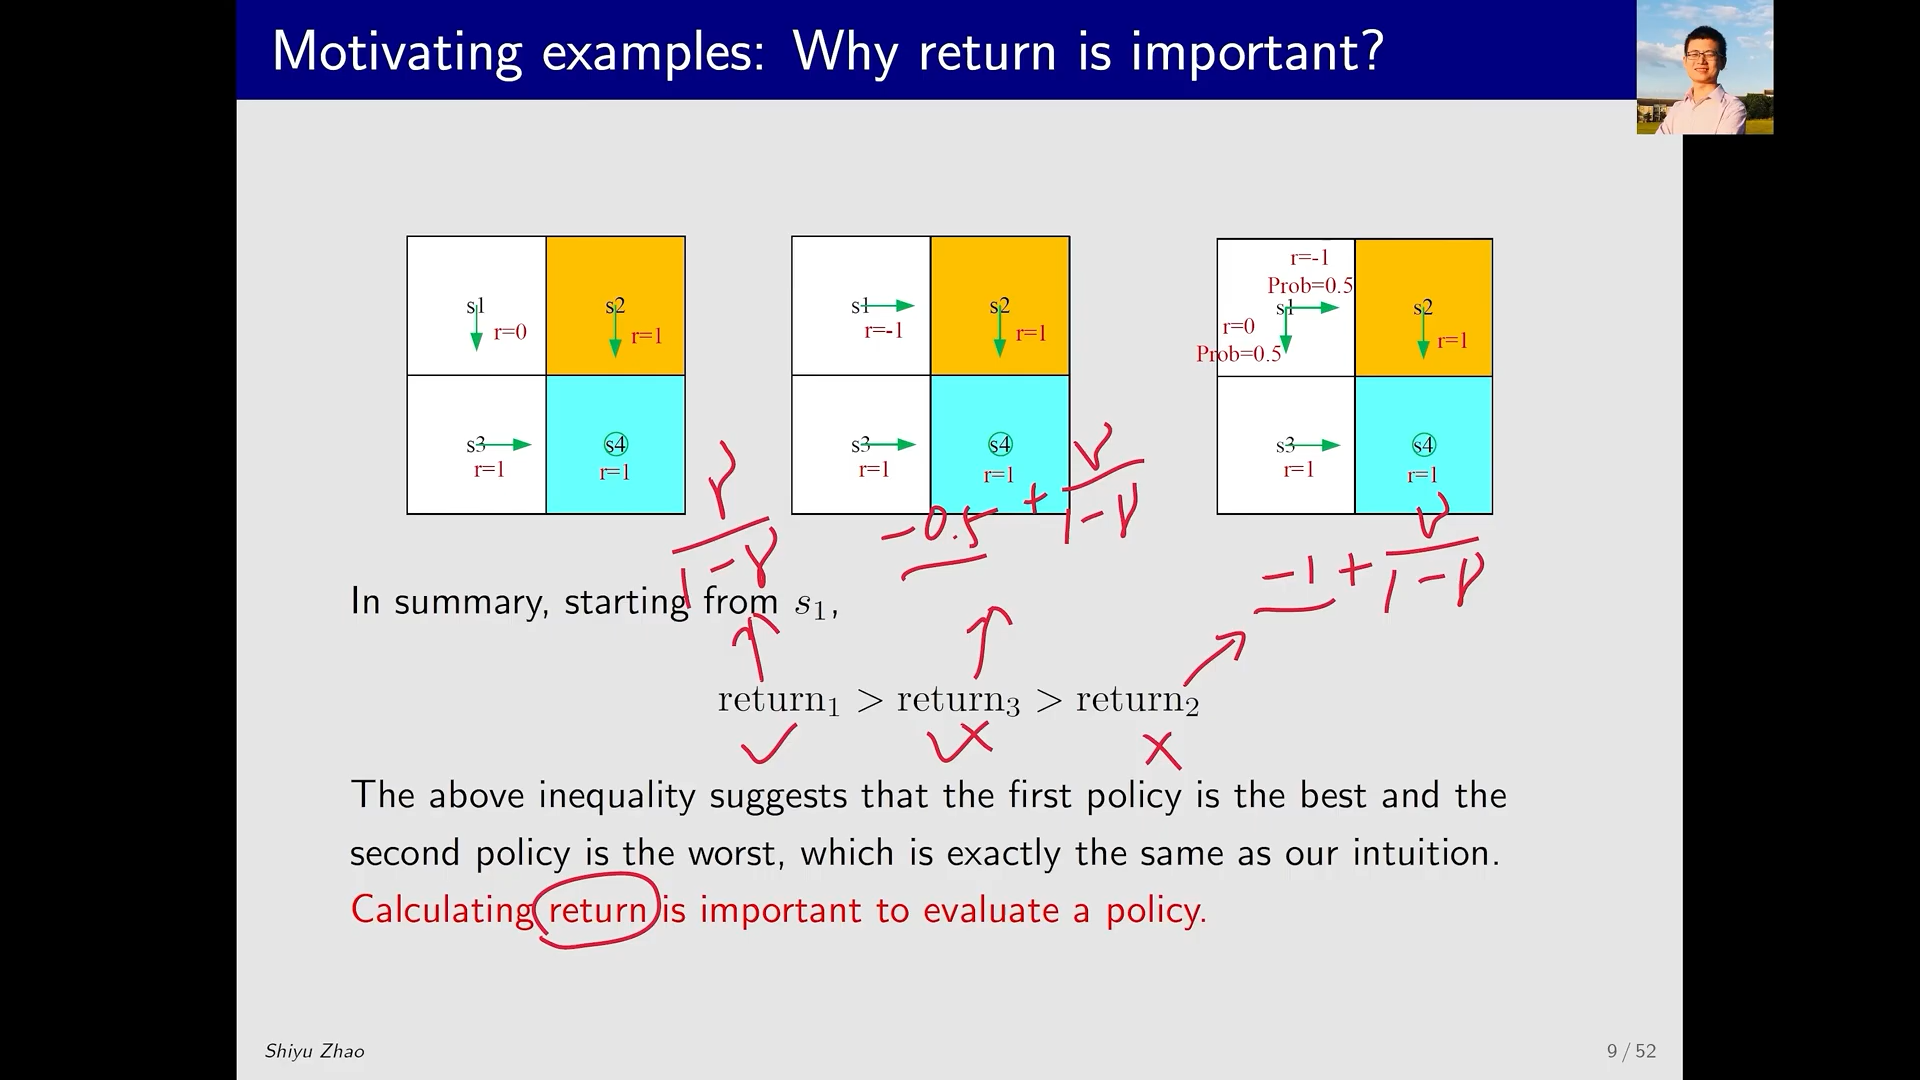 Motivating examples: Why return is important?
s1
r=0
s2
r=1
s3
r=1
s4
r=1
s1
r=-1
s2
r=1
s3
r=1
s4
r=1
r=-1
Prob=0.5
s1
r=0
Prob=0.5
s2
r=1
s3
r=1
s4
r=1
γ / 1-γ
-0.5 + γ / 1-γ
-1 + γ / 1-γ
In summary, starting from s₁,
return₁ > return₃ > return₂
The above inequality suggests that the first policy is the best and the
second policy is the worst, which is exactly the same as our intuition.
Calculating return is important to evaluate a policy.
Shiyu Zhao
9 / 52